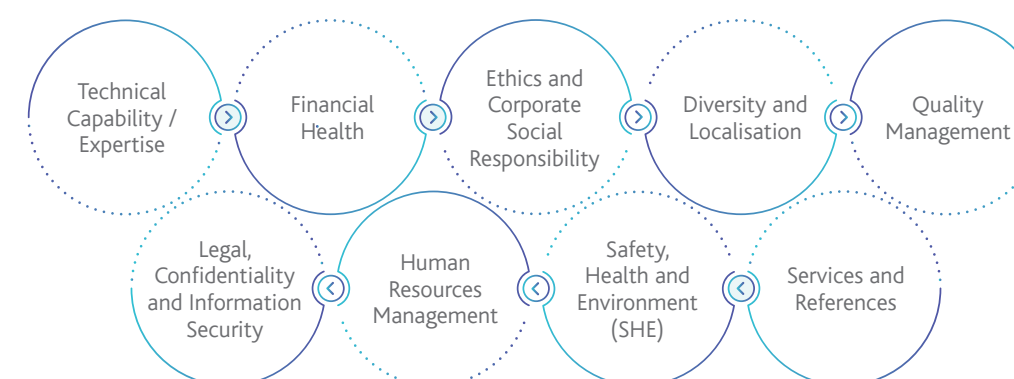 Technical
Capability /
Expertise
Financial
Health
Ethics and
Corporate
Social
Responsibility
Diversity and
Localisation
Quality
Management
Legal,
Confidentiality
and Information
Security
Human
Resources
Management
Safety,
Health and
Environment
(SHE)
Services and
References